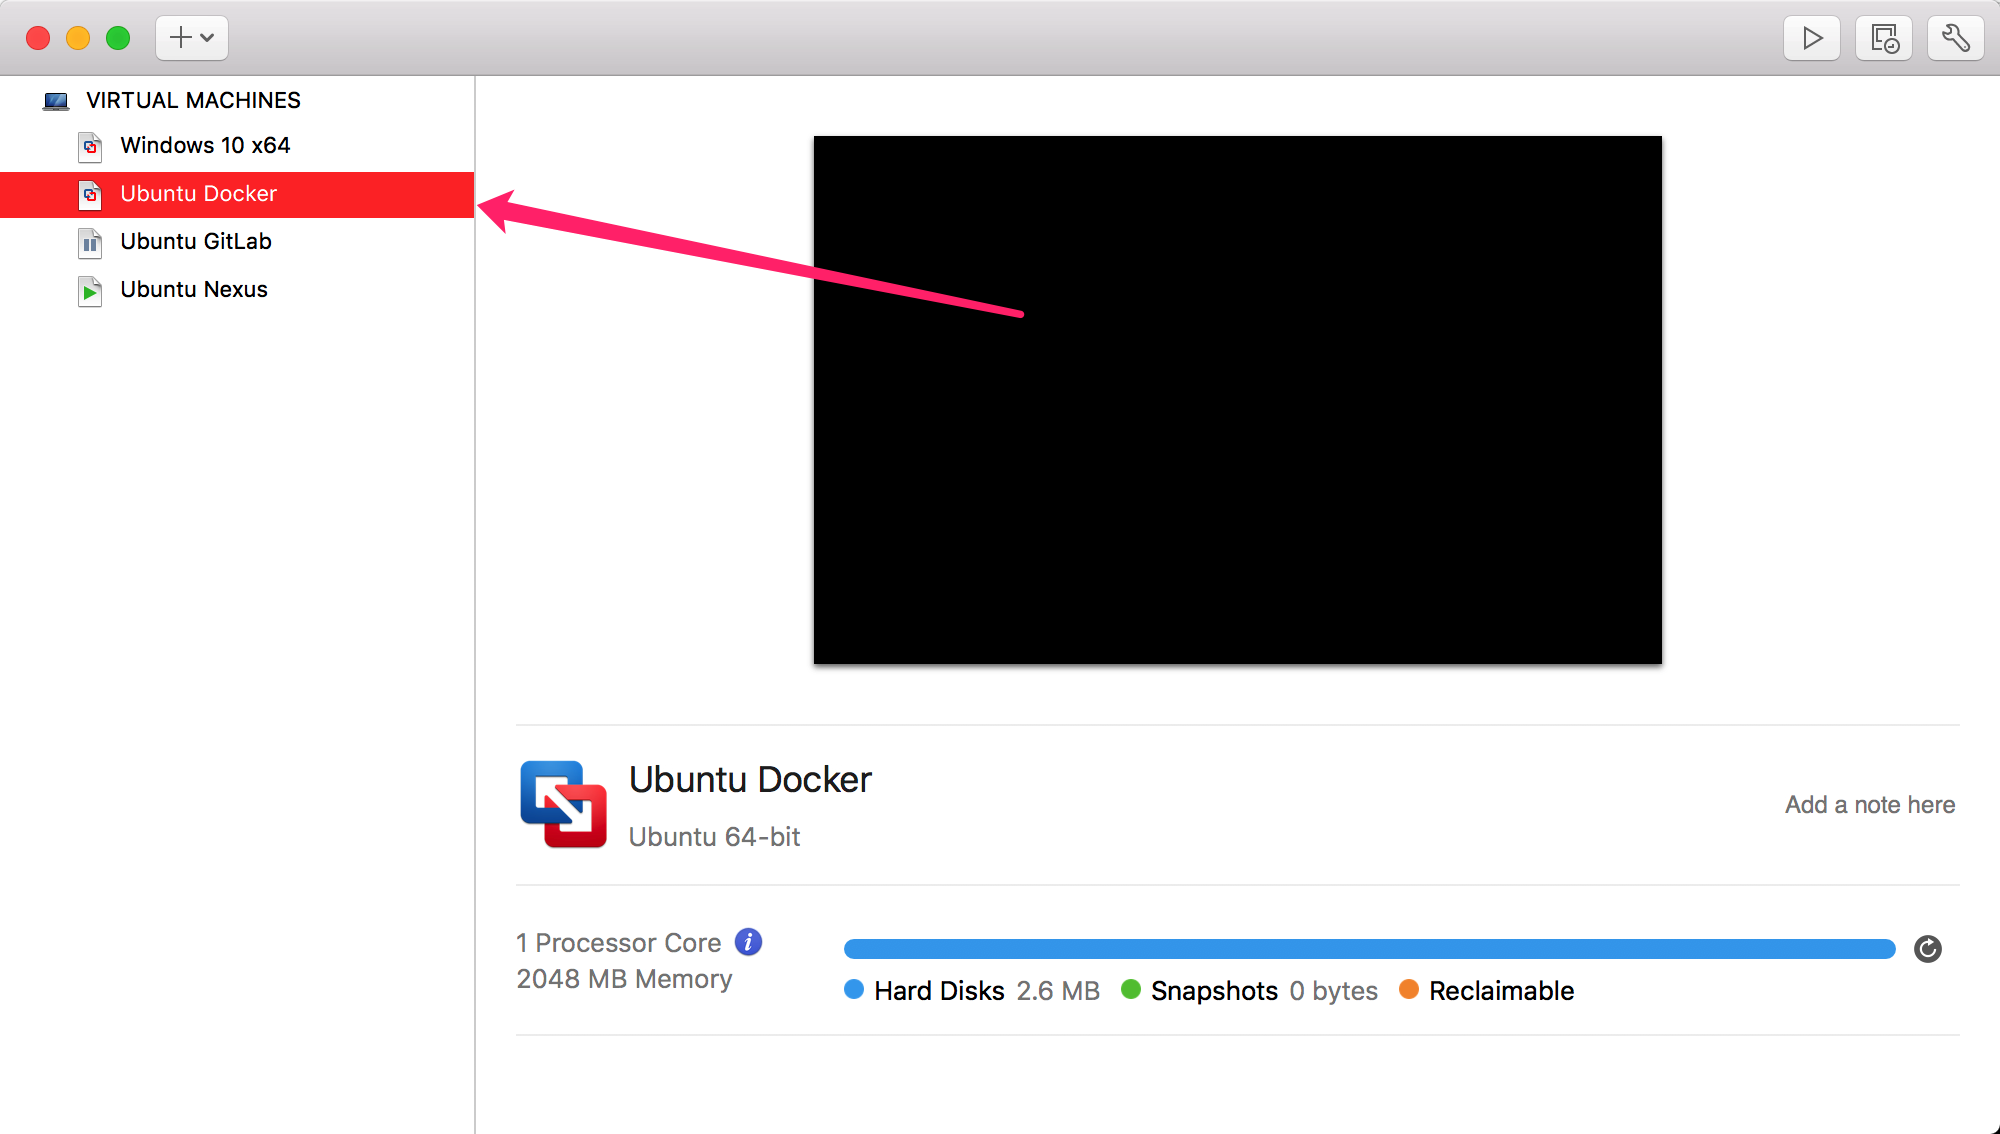 VIRTUAL MACHINES
Windows 10 x64
Ubuntu Docker
Ubuntu GitLab
Ubuntu Nexus
Ubuntu Docker
Ubuntu 64-bit
Add a note here
1 Processor Core
2048 MB Memory
Hard Disks 2.6 MB Snapshots 0 bytes Reclaimable